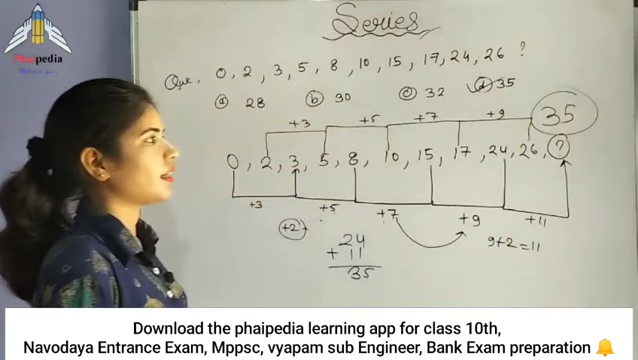 Phaipedia
Series
Que, 0, 2, 3, 5, 8, 10, 15, 17, 24, 26 ?
(a) 28 (b) 30 (c) 32 (d) 35
+3 +5 +7 +9 35
0, 2, 3, 5, 8, 10, 15, 17, 24, 26, ?
+3 +5 +7 +9 +11
+2
9+2=11
24
+ 11
35
Download the phaipedia learning app for class 10th,
Navodaya Entrance Exam, Mppsc, vyapam sub Engineer, Bank Exam preparation 🔔